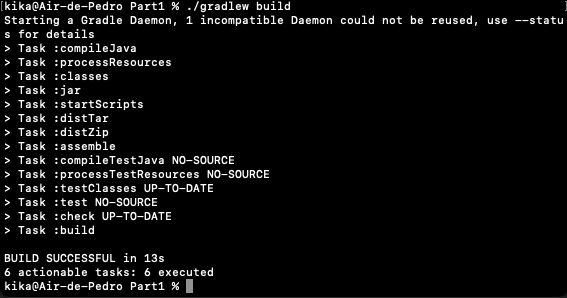 [kika@Air-de-Pedro Part1 % ./gradlew build ]
Starting a Gradle Daemon, 1 incompatible Daemon could not be reused, use --statu
s for details
> Task :compileJava
> Task :processResources
> Task :classes
> Task :jar
> Task :startScripts
> Task :distTar
> Task :distZip
> Task :assemble
> Task :compileTestJava NO-SOURCE
> Task :processTestResources NO-SOURCE
> Task :testClasses UP-TO-DATE
> Task :test NO-SOURCE
> Task :check UP-TO-DATE
> Task :build
BUILD SUCCESSFUL in 13s
6 actionable tasks: 6 executed
kika@Air-de-Pedro Part1 %